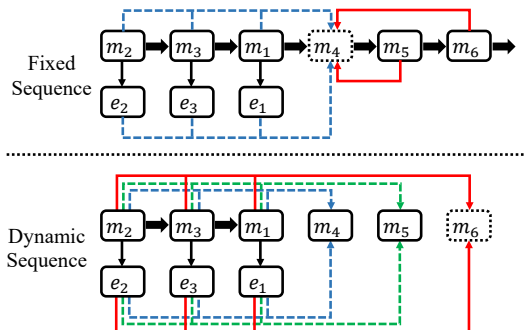 m₂ m₃ m₁ m₄ m₅ m₆
Fixed
Sequence
e₂ e₃ e₁
m₂ m₃ m₁ m₄ m₅ m₆
Dynamic
Sequence
e₂ e₃ e₁